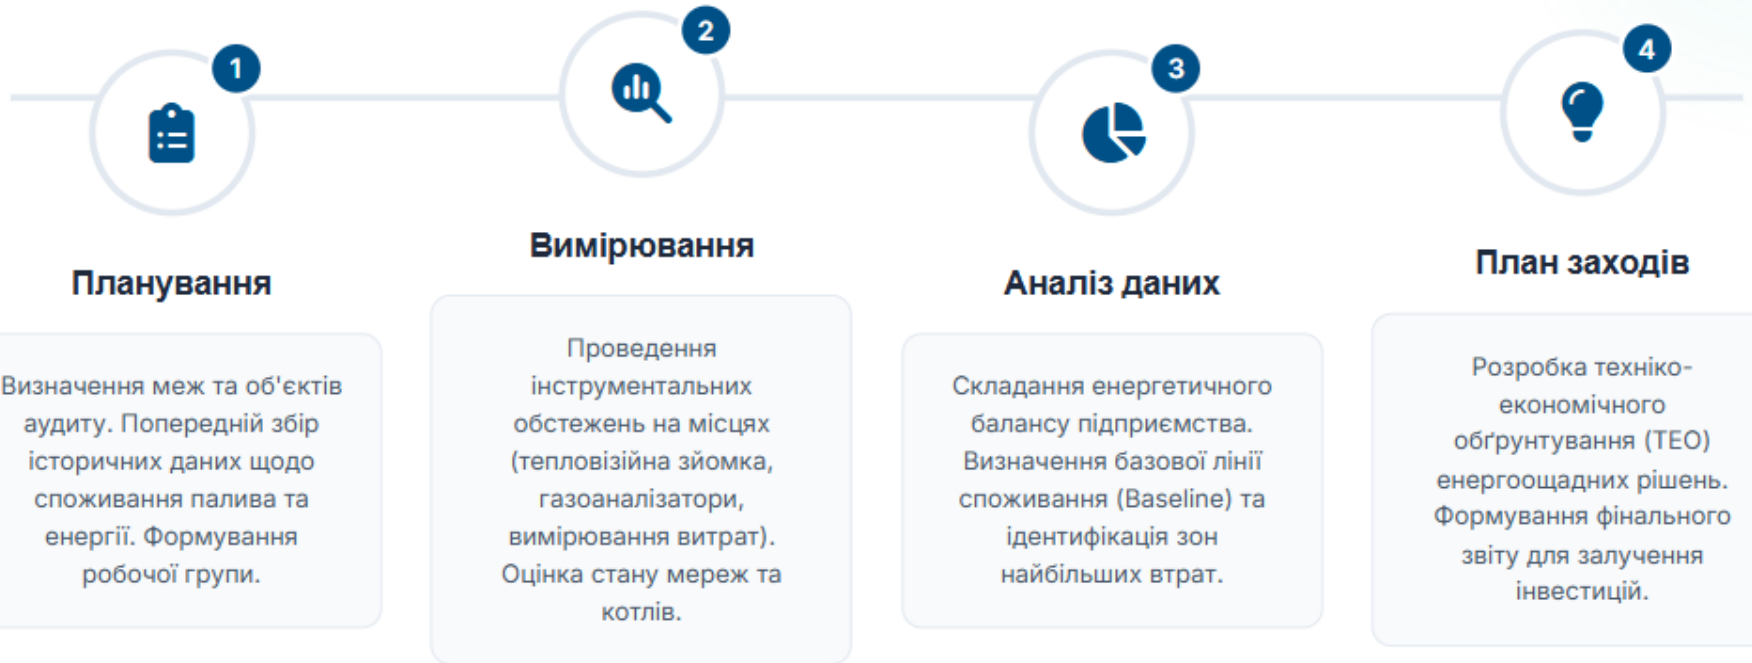 1
Планування
Визначення меж та об'єктів
аудиту. Попередній збір
історичних даних щодо
споживання палива та
енергії. Формування
робочої групи.
2
Вимірювання
Проведення
інструментальних
обстежень на місцях
(тепловізійна зйомка,
газоаналізатори,
вимірювання витрат).
Оцінка стану мереж та
котлів.
3
Аналіз даних
Складання енергетичного
балансу підприємства.
Визначення базової лінії
споживання (Baseline) та
ідентифікація зон
найбільших втрат.
4
План заходів
Розробка техніко-
економічного
обґрунтування (ТЕО)
енергоощадних рішень.
Формування фінального
звіту для залучення
інвестицій.